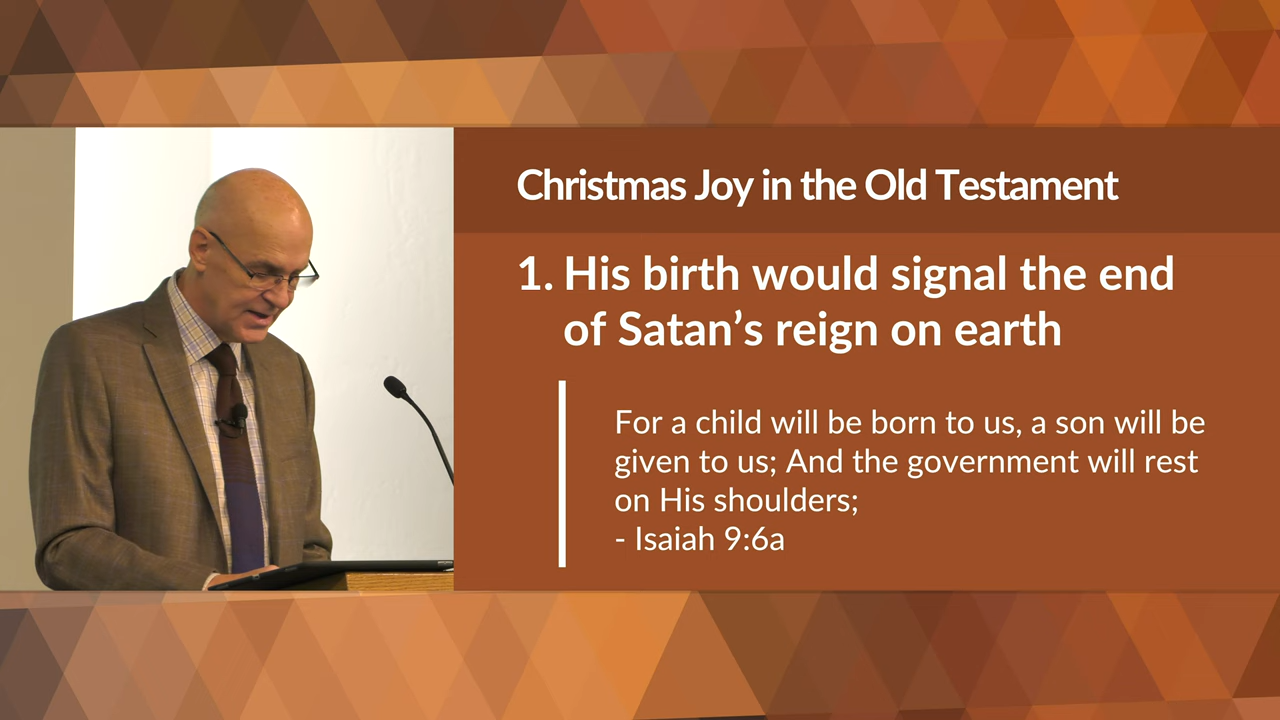 Christmas Joy in the Old Testament
1. His birth would signal the end
of Satan’s reign on earth
For a child will be born to us, a son will be
given to us; And the government will rest
on His shoulders;
- Isaiah 9:6a